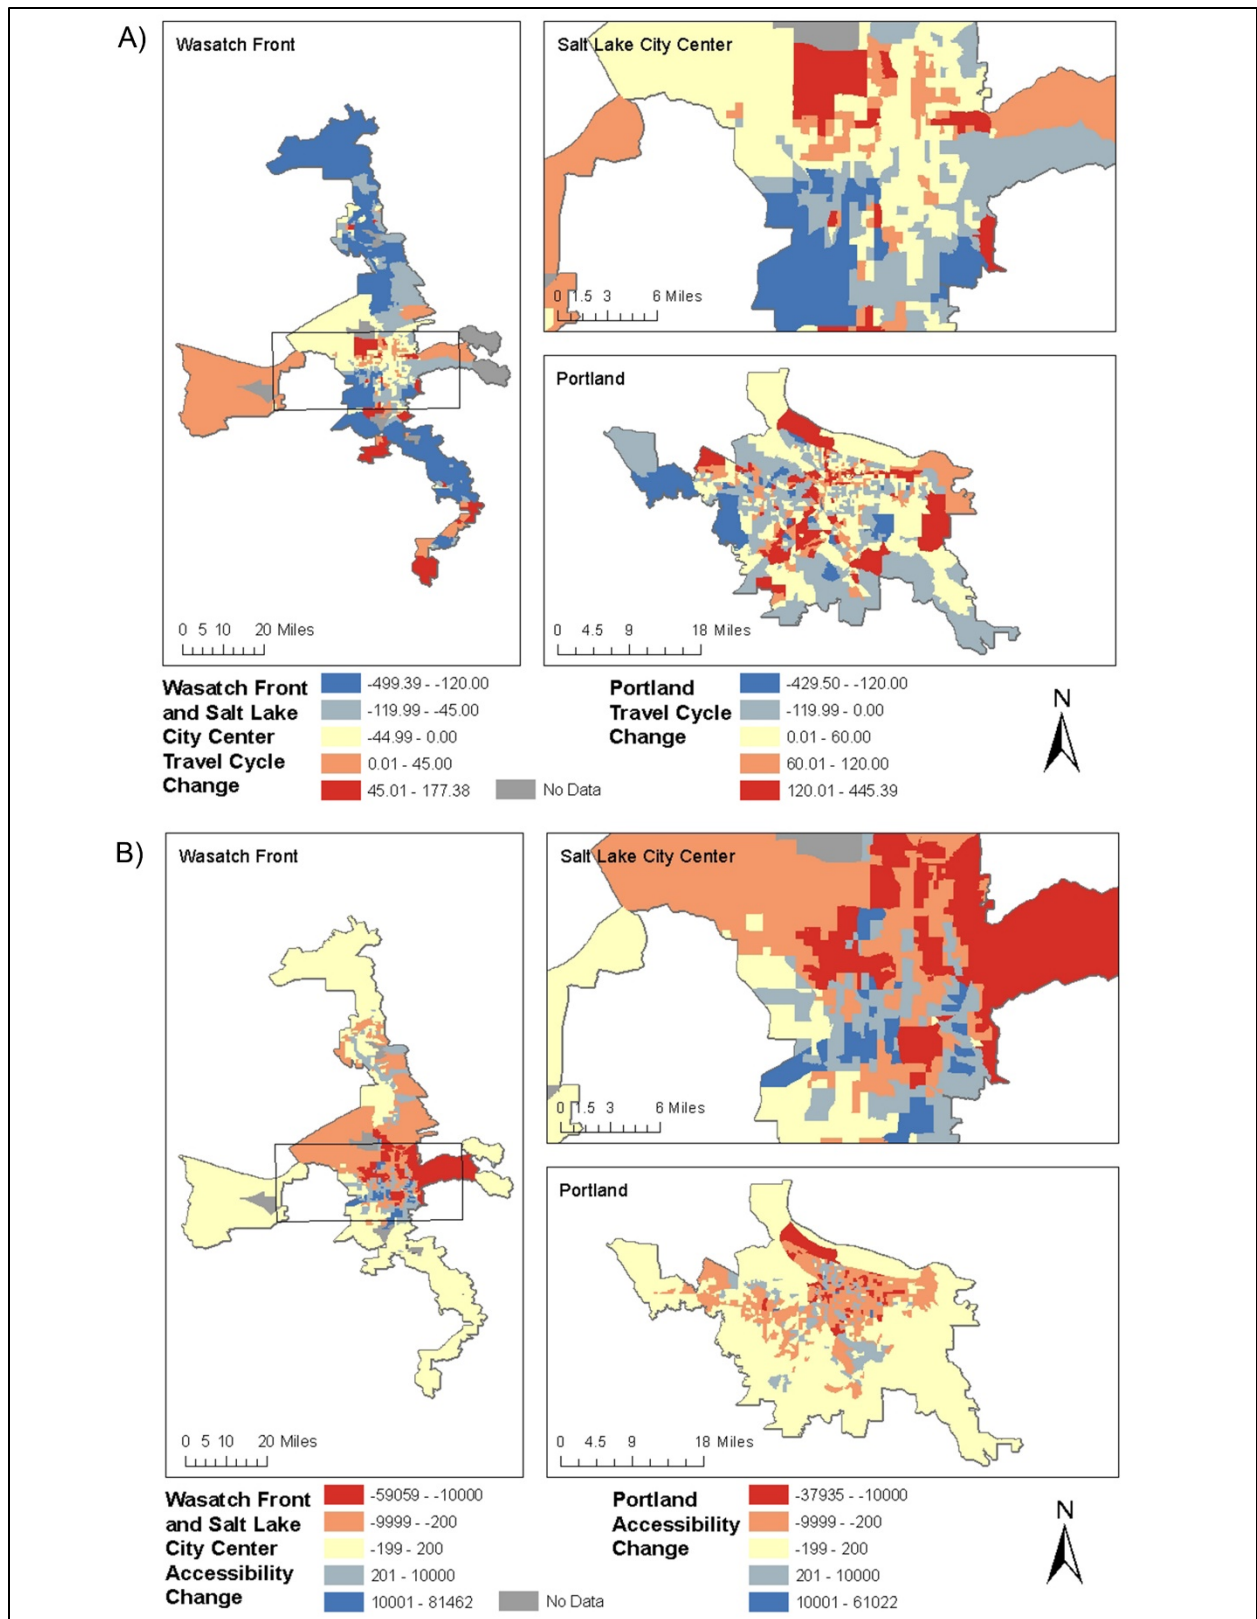 A)
Wasatch Front
0 5 10 20 Miles
Salt Lake City Center
0 1.5 3 6 Miles
Portland
0 4.5 9 18 Miles
Wasatch Front
and Salt Lake
City Center
Travel Cycle
Change
-499.39 - -120.00
-119.99 - -45.00
-44.99 - 0.00
0.01 - 45.00
45.01 - 177.38
No Data
Portland
Travel Cycle
Change
-429.50 - -120.00
-119.99 - 0.00
0.01 - 60.00
60.01 - 120.00
120.01 - 445.39
N
B)
Wasatch Front
0 5 10 20 Miles
Salt Lake City Center
0 1.5 3 6 Miles
Portland
0 4.5 9 18 Miles
Wasatch Front
and Salt Lake
City Center
Accessibility
Change
-59059 - -10000
-9999 - -200
-199 - 200
201 - 10000
10001 - 81462
No Data
Portland
Accessibility
Change
-37935 - -10000
-9999 - -200
-199 - 200
201 - 10000
10001 - 61022
N